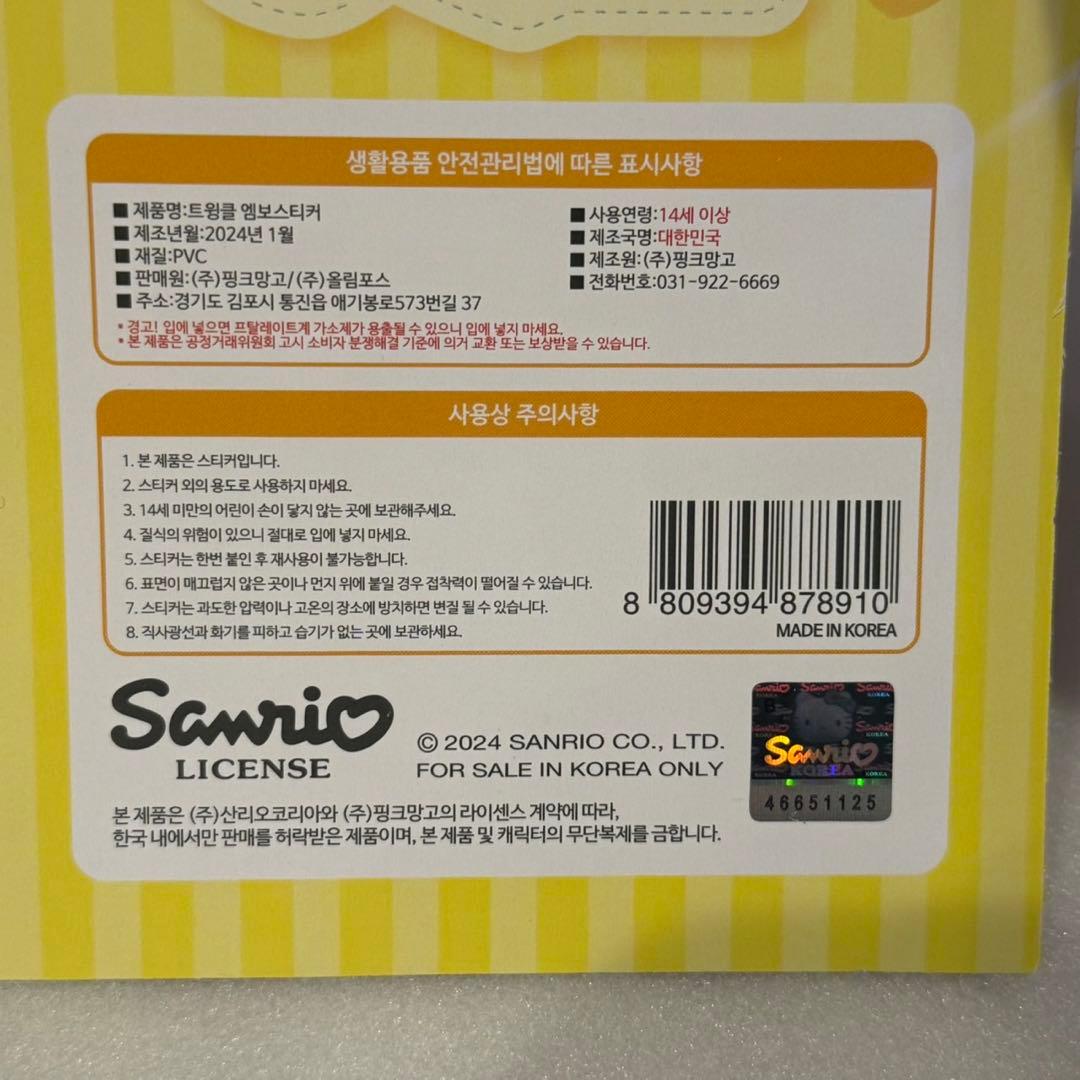 생활용품 안전관리법에 따른 표시사항
■ 제품명:트윙클 엠보스티커
■ 제조년월:2024년 1월
■ 재질:PVC
■ 판매원:(주)핑크망고/(주)올림포스
■ 주소:경기도 김포시 통진읍 애기봉로573번길 37
■ 사용연령:14세 이상
■ 제조국명:대한민국
■ 제조원:(주)핑크망고
■ 전화번호:031-922-6669
* 경고! 입에 넣으면 프탈레이트계 가소제가 용출될 수 있으니 입에 넣지 마세요.
* 본 제품은 공정거래위원회 고시 소비자 분쟁해결 기준에 의거 교환 또는 보상받을 수 있습니다.
사용상 주의사항
1. 본 제품은 스티커입니다.
2. 스티커 외의 용도로 사용하지 마세요.
3. 14세 미만의 어린이 손이 닿지 않는 곳에 보관해주세요.
4. 질식의 위험이 있으니 절대로 입에 넣지 마세요.
5. 스티커는 한번 붙인 후 재사용이 불가능합니다.
6. 표면이 매끄럽지 않은 곳이나 먼지 위에 붙일 경우 접착력이 떨어질 수 있습니다.
7. 스티커는 과도한 압력이나 고온의 장소에 방치하면 변질 될 수 있습니다.
8. 직사광선과 화기를 피하고 습기가 없는 곳에 보관하세요.
8 809394 878910
MADE IN KOREA
Sanrio
LICENSE
© 2024 SANRIO CO., LTD.
FOR SALE IN KOREA ONLY
Sanrio
KOREA
46651125
본 제품은 (주)산리오코리아와 (주)핑크망고의 라이센스 계약에 따라,
한국 내에서만 판매를 허락받은 제품이며, 본 제품 및 캐릭터의 무단복제를 금합니다.